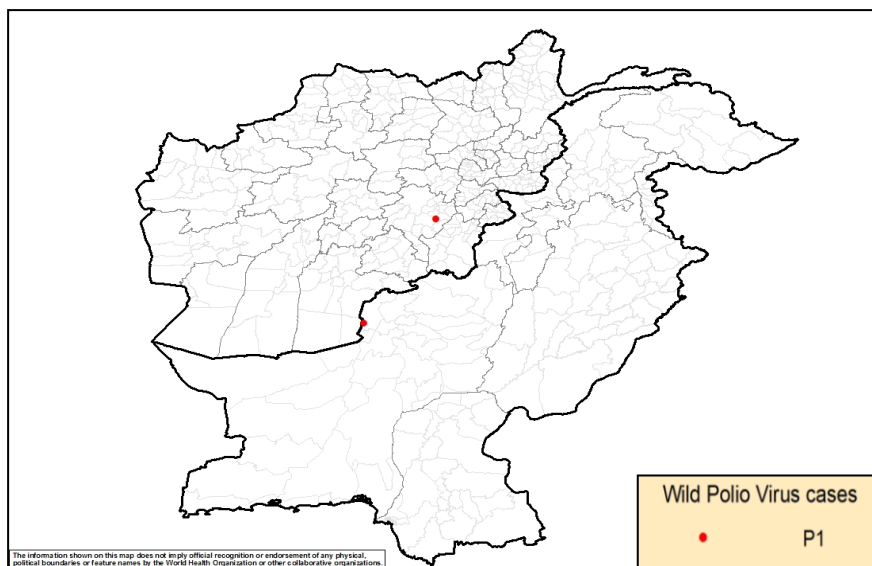 Wild Polio Virus cases
P1
The information shown on this map does not imply official recognition or endorsement of any physical,
political boundaries or feature names by the World Health Organization or other collaborative organizations.